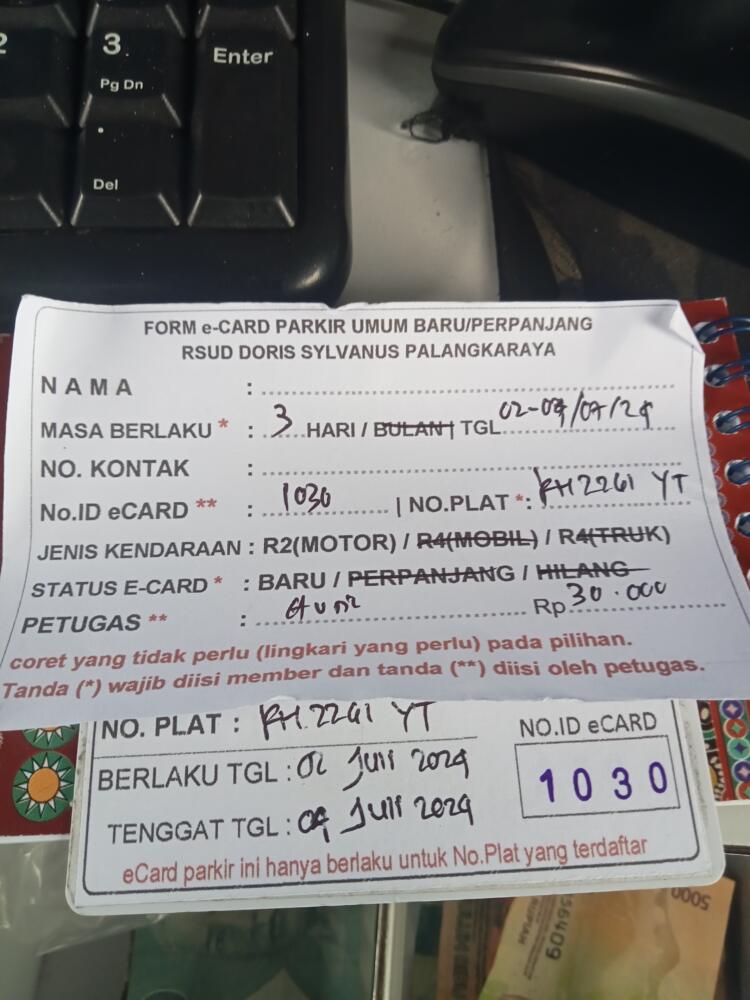 2
3
Pg Dn
Enter
.
Del
FORM e-CARD PARKIR UMUM BARU/PERPANJANG
RSUD DORIS SYLVANUS PALANGKARAYA
NAMA :
MASA BERLAKU * : 3 HARI / BULAN | TGL 02-04/07/24
NO. KONTAK :
No.ID eCARD ** : 1030 | NO.PLAT *: KH 2261 YT
JENIS KENDARAAN : R2(MOTOR) / R4(MOBIL) / R4(TRUK)
STATUS E-CARD * : BARU / PERPANJANG / HILANG
PETUGAS ** : Rp 30.000
coret yang tidak perlu (lingkari yang perlu) pada pilihan.
Tanda (*) wajib diisi member dan tanda (**) diisi oleh petugas.
NO. PLAT : KH.2261 YT
NO.ID eCARD
1030
BERLAKU TGL : 02 Juli 2024
TENGGAT TGL : 04 Juli 2024
eCard parkir ini hanya berlaku untuk No.Plat yang terdaftar
5000
RUPIAH
56409